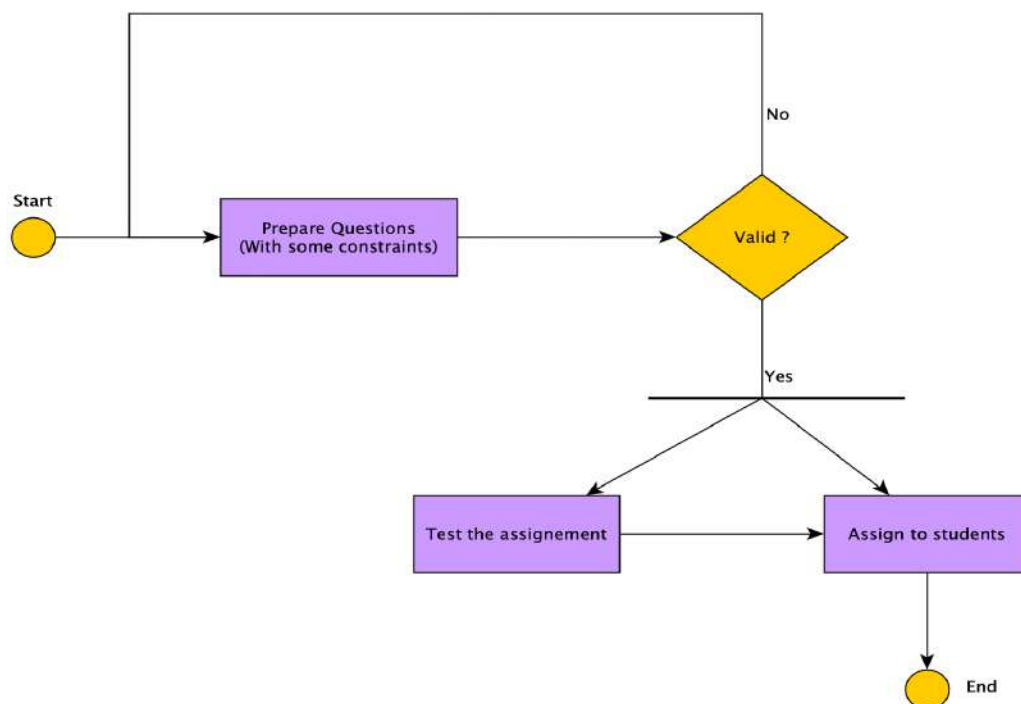 No
Start
Prepare Questions
(With some constraints)
Valid ?
Yes
Test the assignement
Assign to students
End